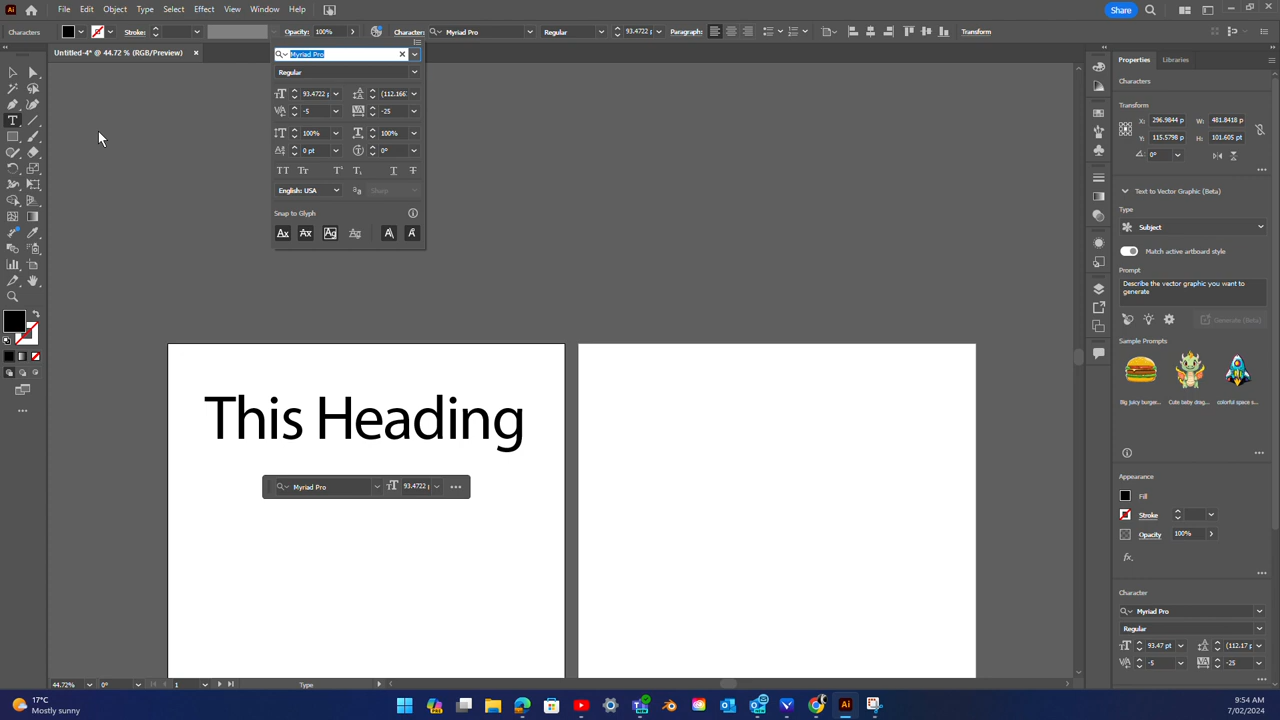 Ai File Edit Object Type Select Effect View Window Help Share
Characters Stroke: Opacity: 100% Character: Myriad Pro Regular 93.4722 p Paragraph: Transform
Untitled-4* @ 44.72 % (RGB/Preview) ×
Myriad Pro
Regular
93.4722 p (112.166
-5 -25
100% 100%
0 pt 0°
English: USA Sharp
Snap to Glyph
This Heading
Myriad Pro 93.4722 p
Properties Libraries
Characters
Transform
X: 296.9844 p W: 481.8418 p
Y: 115.5798 p H: 101.605 pt
0°
Text to Vector Graphic (Beta)
Type
Subject
Match active artboard style
Prompt
Describe the vector graphic you want to
generate
Generate (Beta)
Sample Prompts
Big juicy burger... Cute baby drag... colorful space s...
Appearance
Fill
Stroke
Opacity 100%
fx
Character
Myriad Pro
Regular
93.47 pt (112.17 p
-5 -25
44.72% 0° 1 Type
17°C
Mostly sunny
9:54 AM
7/02/2024